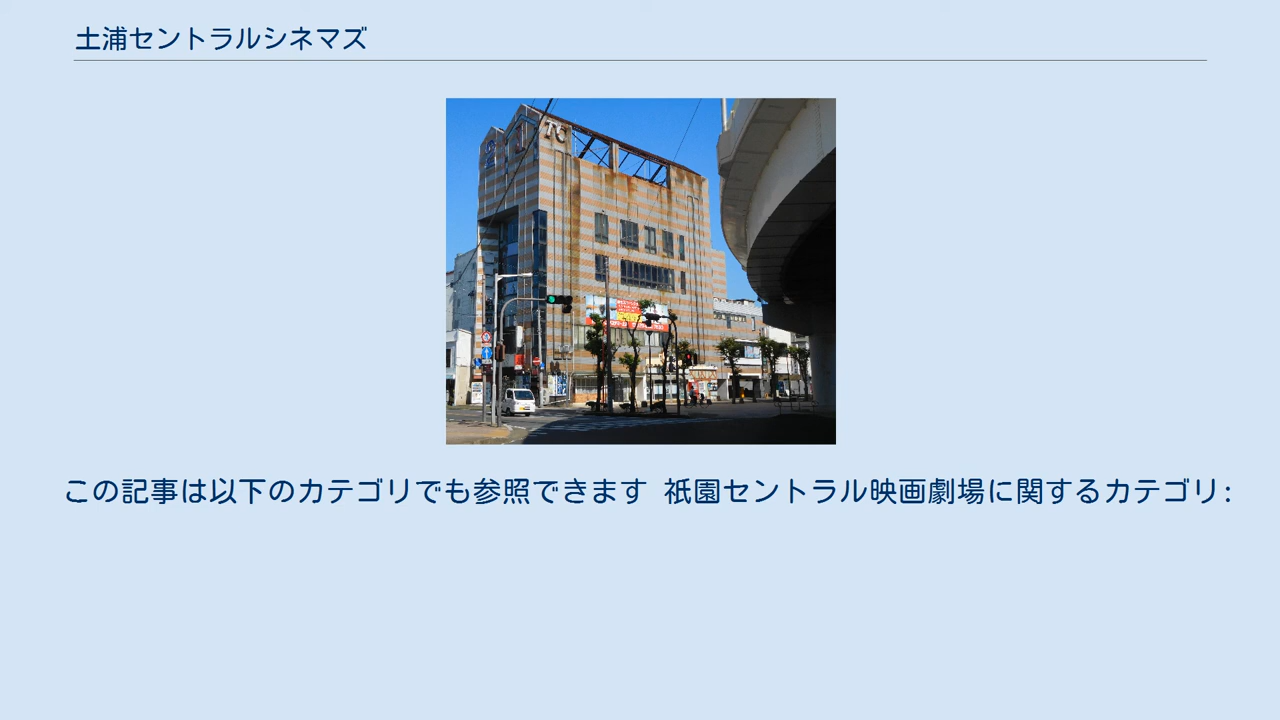 土浦セントラルシネマズ
この記事は以下のカテゴリでも参照できます 祇園セントラル映画劇場に関するカテゴリ: